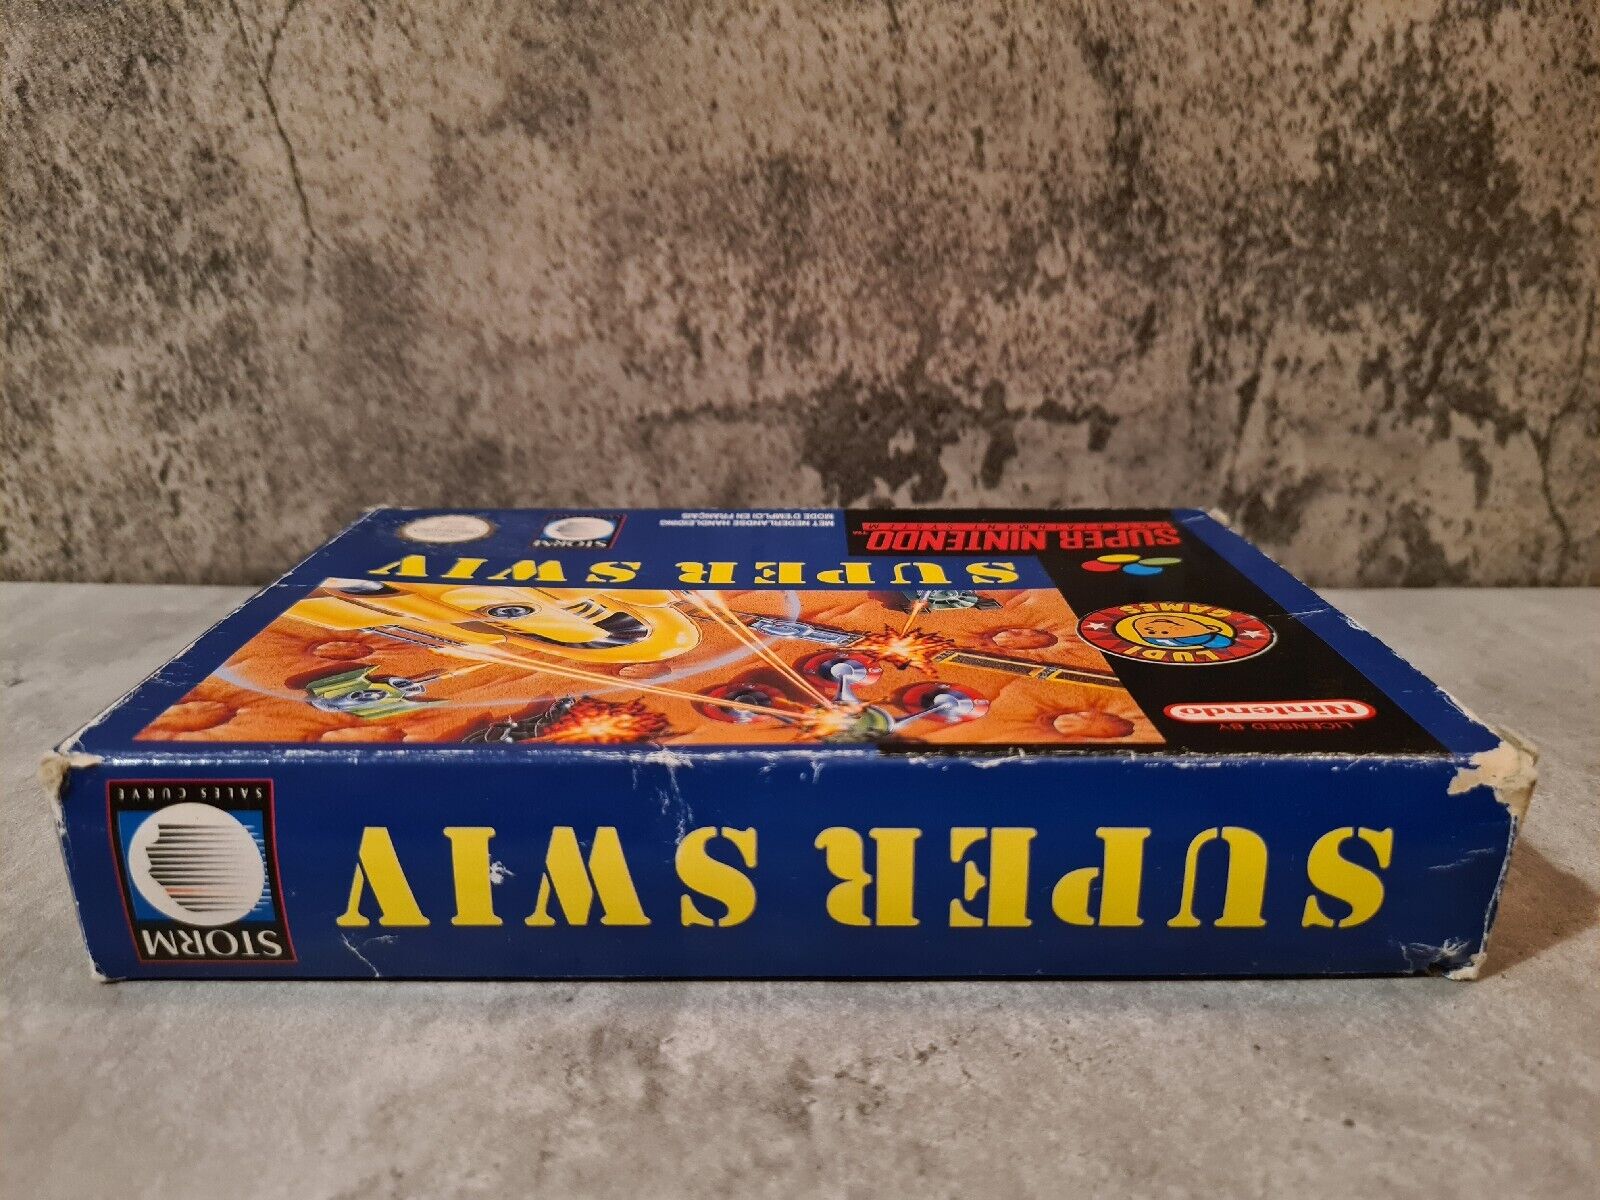 LICENSED BY
Nintendo
LUDI
GAMES
SUPER NINTENDO™
ENTERTAINMENT SYSTEM
MET NEDERLANDSE HANDLEIDING
MODE D'EMPLOI EN FRANÇAIS
STORM
SUPER SWIV
SUPER SWIV
STORM
SALES CURVE